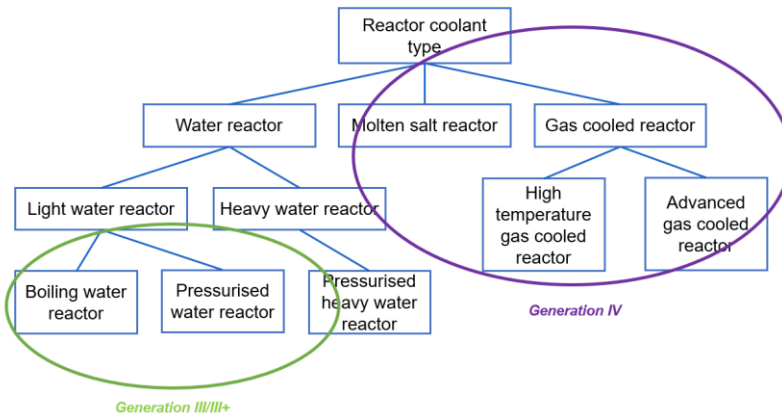 Reactor coolant
type
Water reactor
Molten salt reactor
Gas cooled reactor
Light water reactor
Heavy water reactor
High
temperature
gas cooled
reactor
Advanced
gas cooled
reactor
Boiling water
reactor
Pressurised
water reactor
Pressurised
heavy water
reactor
Generation IV
Generation III/III+